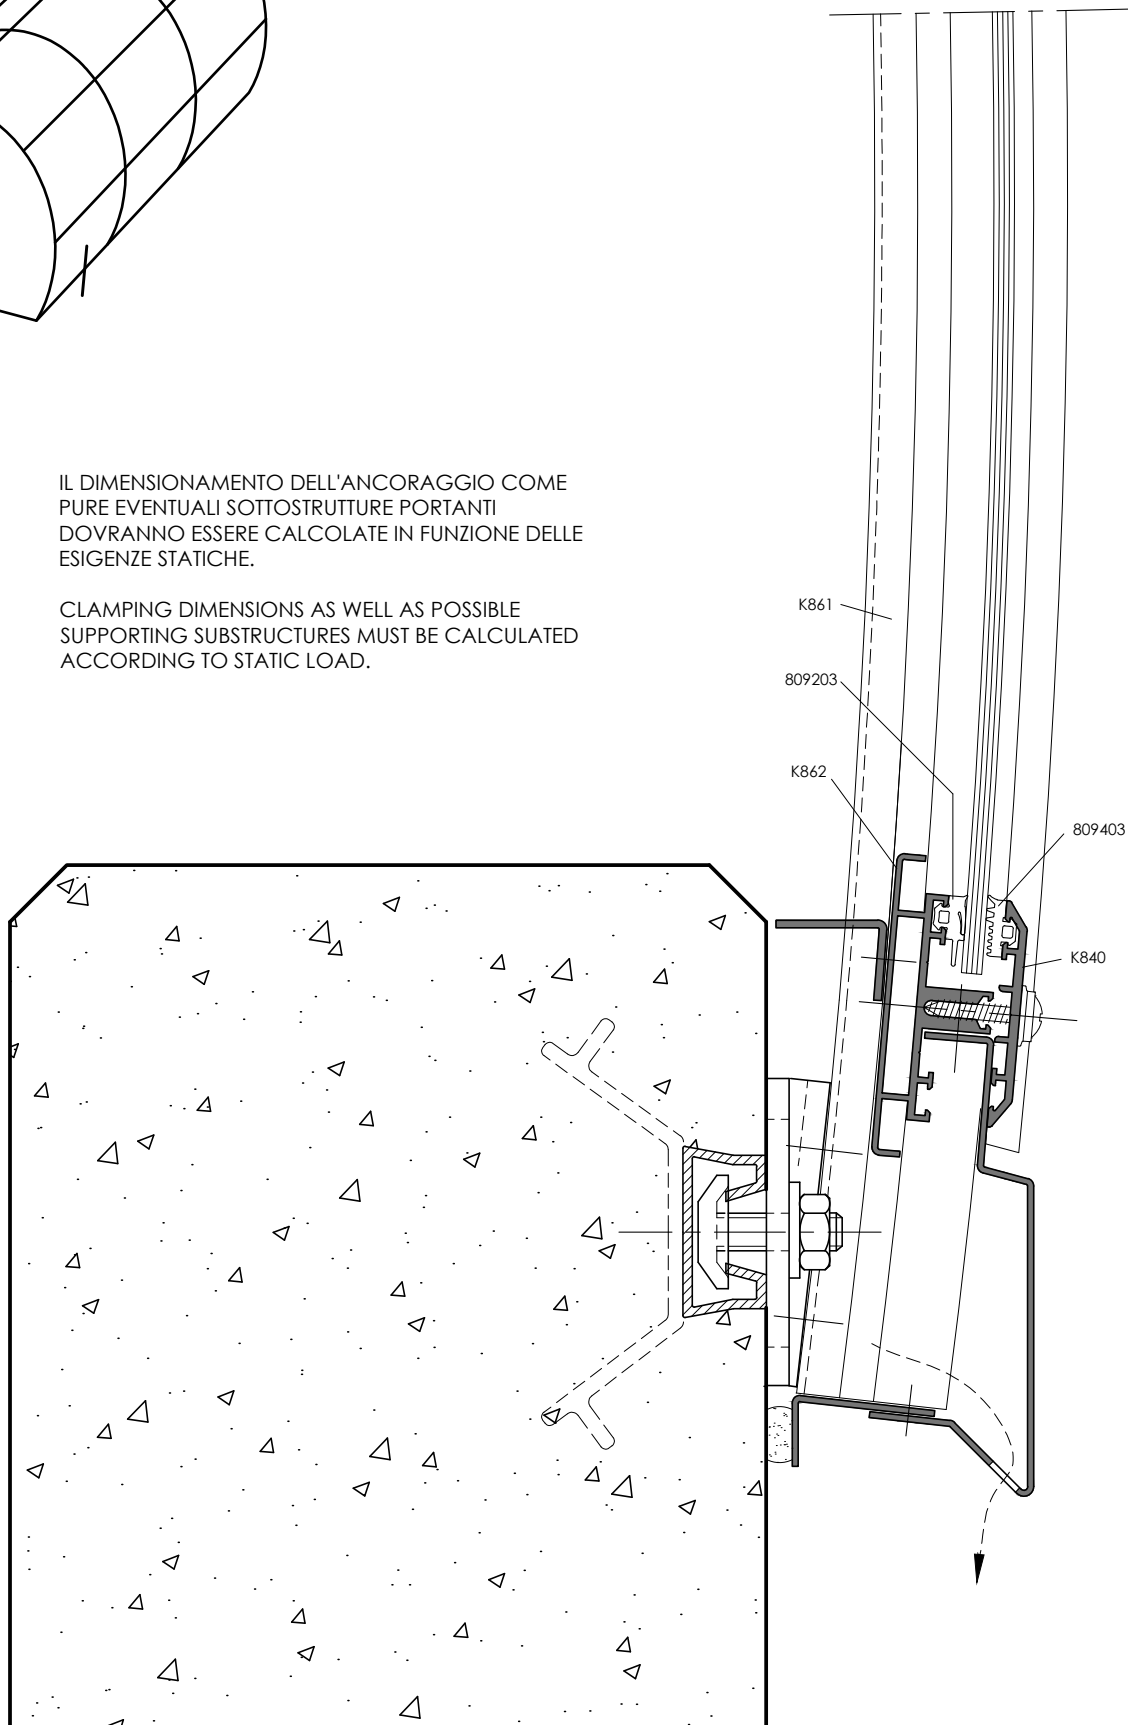 IL DIMENSIONAMENTO DELL'ANCORAGGIO COME
PURE EVENTUALI SOTTOSTRUTTURE PORTANTI
DOVRANNO ESSERE CALCOLATE IN FUNZIONE DELLE
ESIGENZE STATICHE.
CLAMPING DIMENSIONS AS WELL AS POSSIBLE
SUPPORTING SUBSTRUCTURES MUST BE CALCULATED
ACCORDING TO STATIC LOAD.
K861
809203
K862
809403
K840